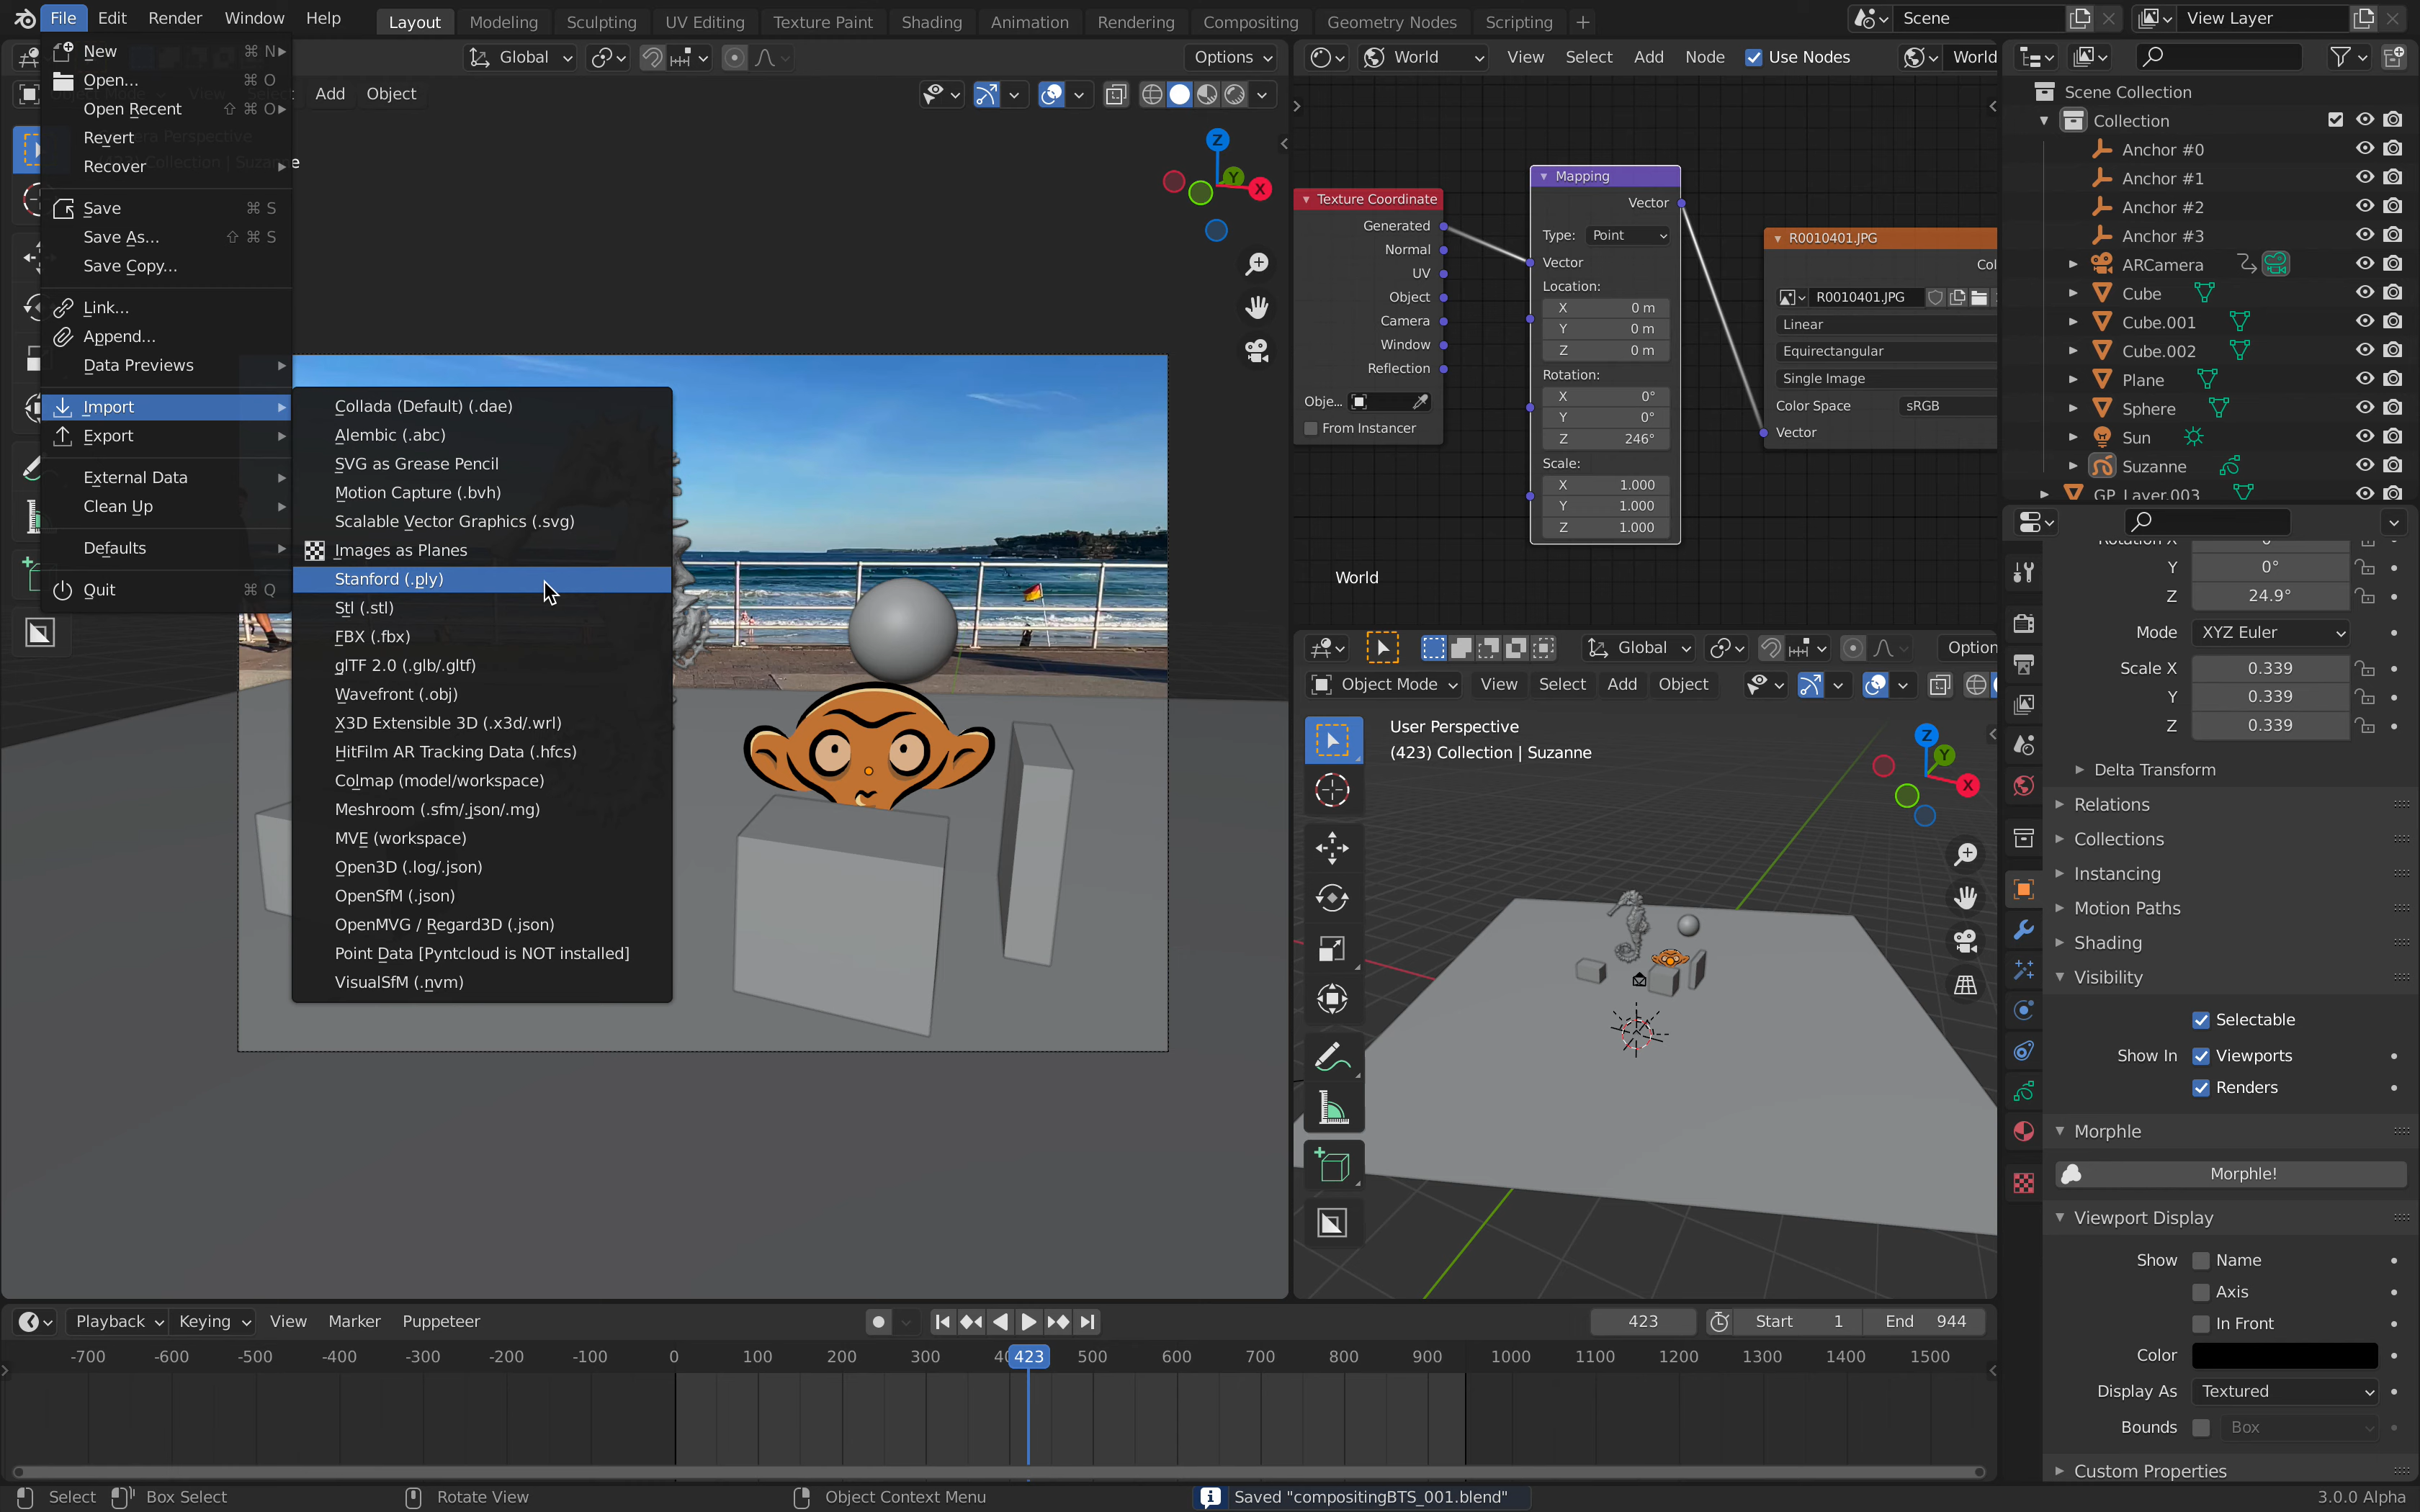 File Edit Render Window Help
Layout Modeling Sculpting UV Editing Texture Paint Shading Animation Rendering Compositing Geometry Nodes Scripting +
Scene
View Layer
New ⌘ N
Open... ⌘ O
Open Recent ⇧ ⌘ O
Revert
Recover
Save ⌘ S
Save As... ⇧ ⌘ S
Save Copy...
Link...
Append...
Data Previews
Import
Export
External Data
Clean Up
Defaults
Quit ⌘ Q
Collada (Default) (.dae)
Alembic (.abc)
SVG as Grease Pencil
Motion Capture (.bvh)
Scalable Vector Graphics (.svg)
Images as Planes
Stanford (.ply)
Stl (.stl)
FBX (.fbx)
glTF 2.0 (.glb/.gltf)
Wavefront (.obj)
X3D Extensible 3D (.x3d/.wrl)
HitFilm AR Tracking Data (.hfcs)
Colmap (model/workspace)
Meshroom (.sfm/.json/.mg)
MVE (workspace)
Open3D (.log/.json)
OpenSfM (.json)
OpenMVG / Regard3D (.json)
Point Data [Pyntcloud is NOT installed]
VisualSfM (.nvm)
Global
Options
Add Object
Z
Y
X
World View Select Add Node Use Nodes World
Texture Coordinate
Generated
Normal
UV
Object
Camera
Window
Reflection
Obje...
From Instancer
Mapping
Vector
Type: Point
Vector
Location:
X 0 m
Y 0 m
Z 0 m
Rotation:
X 0°
Y 0°
Z 246°
Scale:
X 1.000
Y 1.000
Z 1.000
R0010401.JPG
Col
R0010401.JPG
Linear
Equirectangular
Single Image
Color Space sRGB
Vector
World
Global
Option
Object Mode View Select Add Object
User Perspective
(423) Collection | Suzanne
Z
Y
X
Scene Collection
Collection
Anchor #0
Anchor #1
Anchor #2
Anchor #3
ARCamera
Cube
Cube.001
Cube.002
Plane
Sphere
Sun
Suzanne
GP_Layer.003
Rotation X 0°
Y 0°
Z 24.9°
Mode XYZ Euler
Scale X 0.339
Y 0.339
Z 0.339
Delta Transform
Relations
Collections
Instancing
Motion Paths
Shading
Visibility
Selectable
Show In Viewports
Renders
Morphle
Morphle!
Viewport Display
Show Name
Axis
In Front
Color
Display As Textured
Bounds Box
Custom Properties
Playback Keying View Marker Puppeteer
423 Start 1 End 944
-700 -600 -500 -400 -300 -200 -100 0 100 200 300 423 500 600 700 800 900 1000 1100 1200 1300 1400 1500
Select Box Select Rotate View Object Context Menu Saved "compositingBTS_001.blend" 3.0.0 Alpha